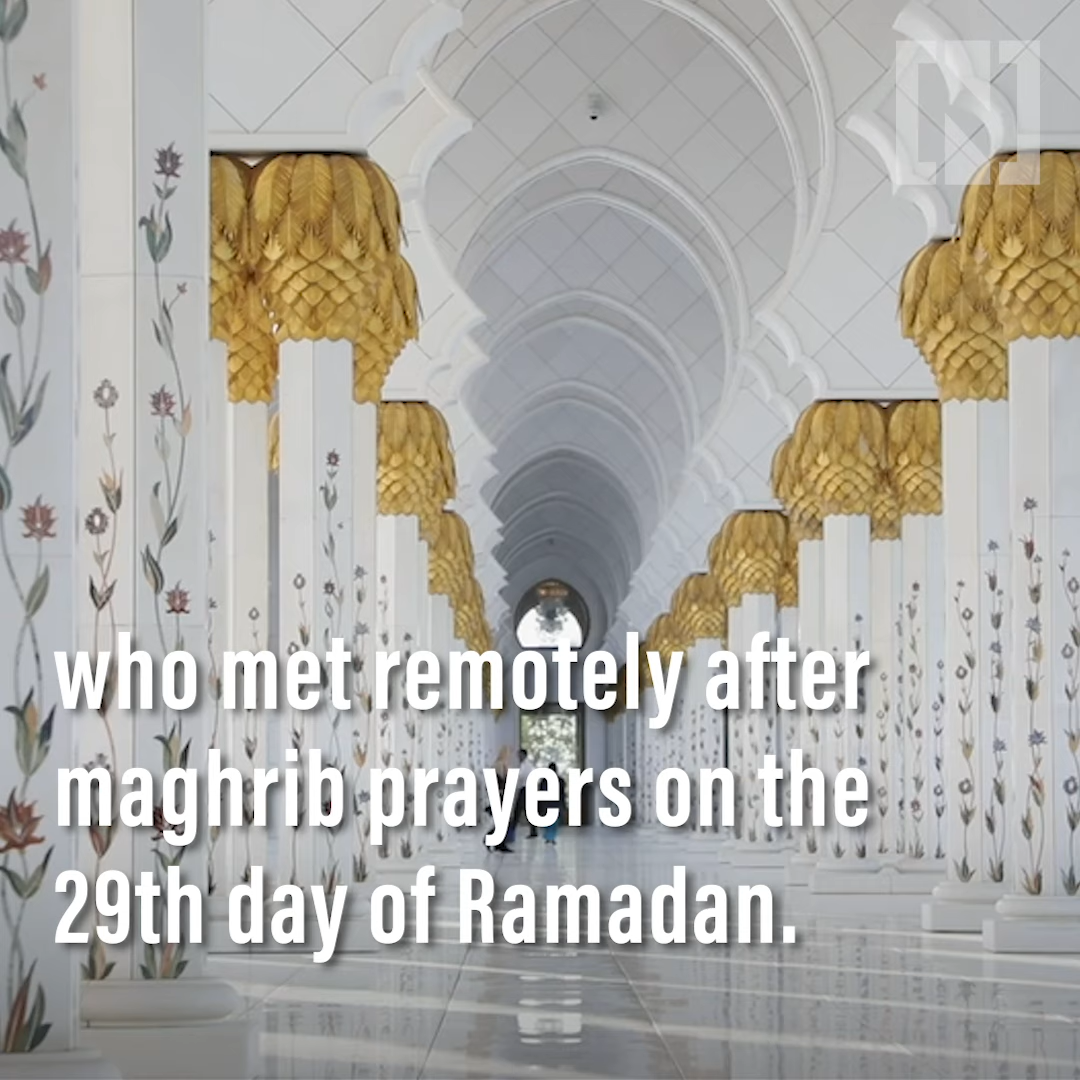 N
who met remotely after
maghrib prayers on the
29th day of Ramadan.